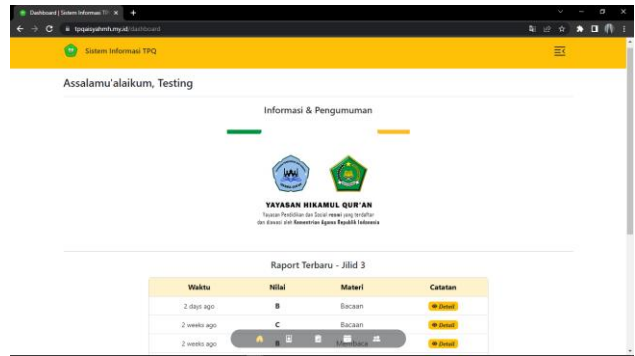 Dashboard | Sistem Informasi TP
tpqaisyahmh.my.id/dashboard
Sistem Informasi TPQ
Assalamu'alaikum, Testing
Informasi & Pengumuman
YAYASAN HIKAMUL QUR'AN
Yayasan Pendidikan dan Sosial resmi yang terdaftar
dan diawasi oleh Kementrian Agama Republik Indonesia
Raport Terbaru - Jilid 3
Waktu Nilai Materi Catatan
2 days ago B Bacaan Detail
2 weeks ago C Bacaan Detail
2 weeks ago B Membaca Detail